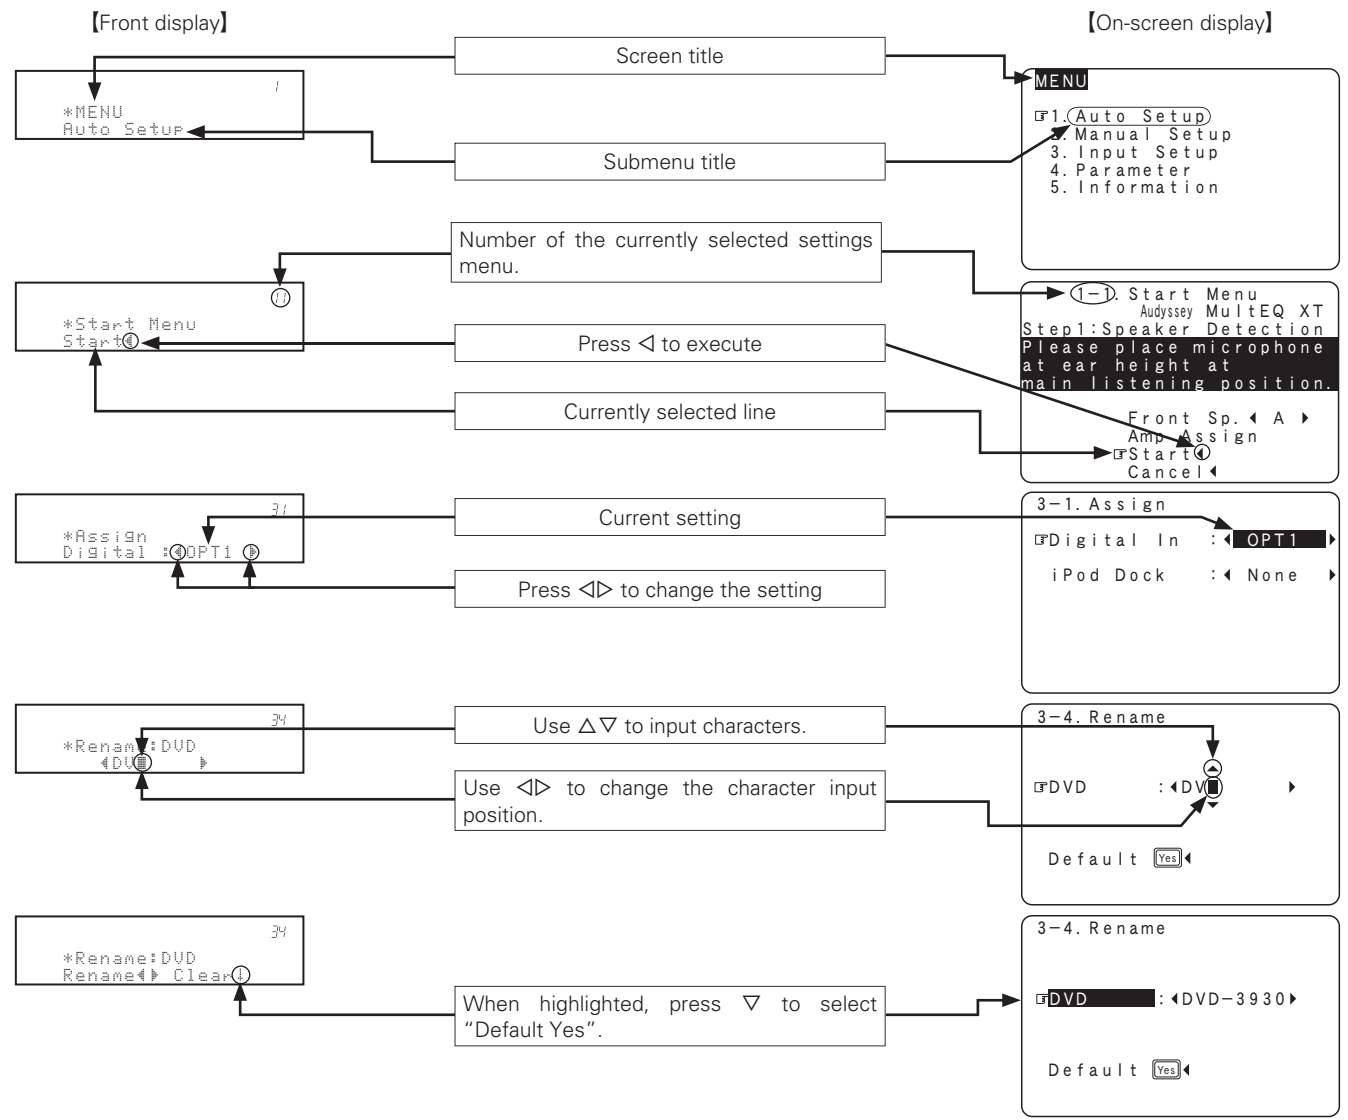 【Front display】
【On-screen display】
Screen title
1
*MENU
Auto Setup
MENU
☞1. Auto Setup
2. Manual Setup
3. Input Setup
4. Parameter
5. Information
Submenu title
Number of the currently selected settings
menu.
11
*Start Menu
Start◀
1-1. Start Menu
Audyssey MultEQ XT
Step1:Speaker Detection
Please place microphone
at ear height at
main listening position.
Front Sp.◀ A ▶
Amp Assign
☞Start◀
Cancel◀
Press ◁ to execute
Currently selected line
31
*Assign
Digital :◀OPT1 ▶
Current setting
Press ◁▷ to change the setting
3-1. Assign
☞Digital In :◀ OPT1 ▶
iPod Dock :◀ None ▶
34
*Rename:DVD
◀DV ▶
Use △▽ to input characters.
Use ◁▷ to change the character input
position.
3-4. Rename
☞DVD :◀DV■ ▶
Default Yes◀
34
*Rename:DVD
Rename◀▶ Clear↓
When highlighted, press ▽ to select
“Default Yes”.
3-4. Rename
☞DVD :◀DVD-3930▶
Default Yes◀